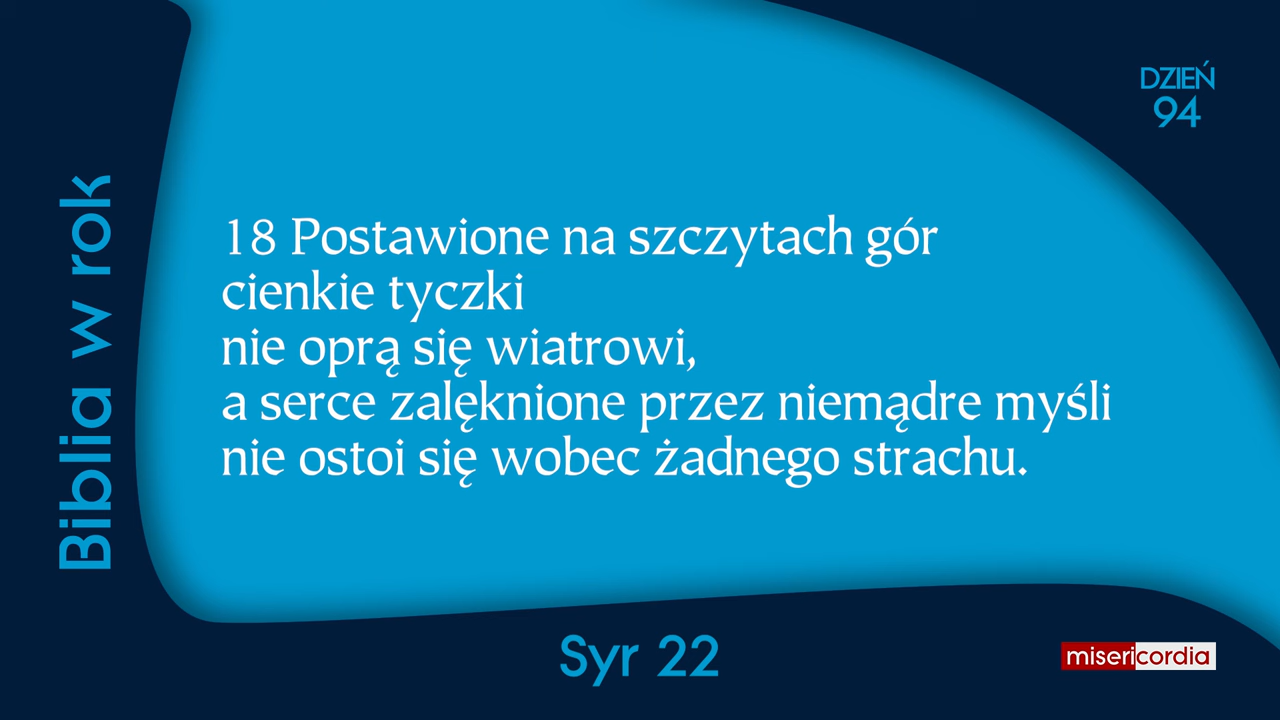 DZIEŃ
94
Biblia w rok
18 Postawione na szczytach gór
cienkie tyczki
nie oprą się wiatrowi,
a serce zalęknione przez niemądre myśli
nie ostoi się wobec żadnego strachu.
Syr 22
misericordia